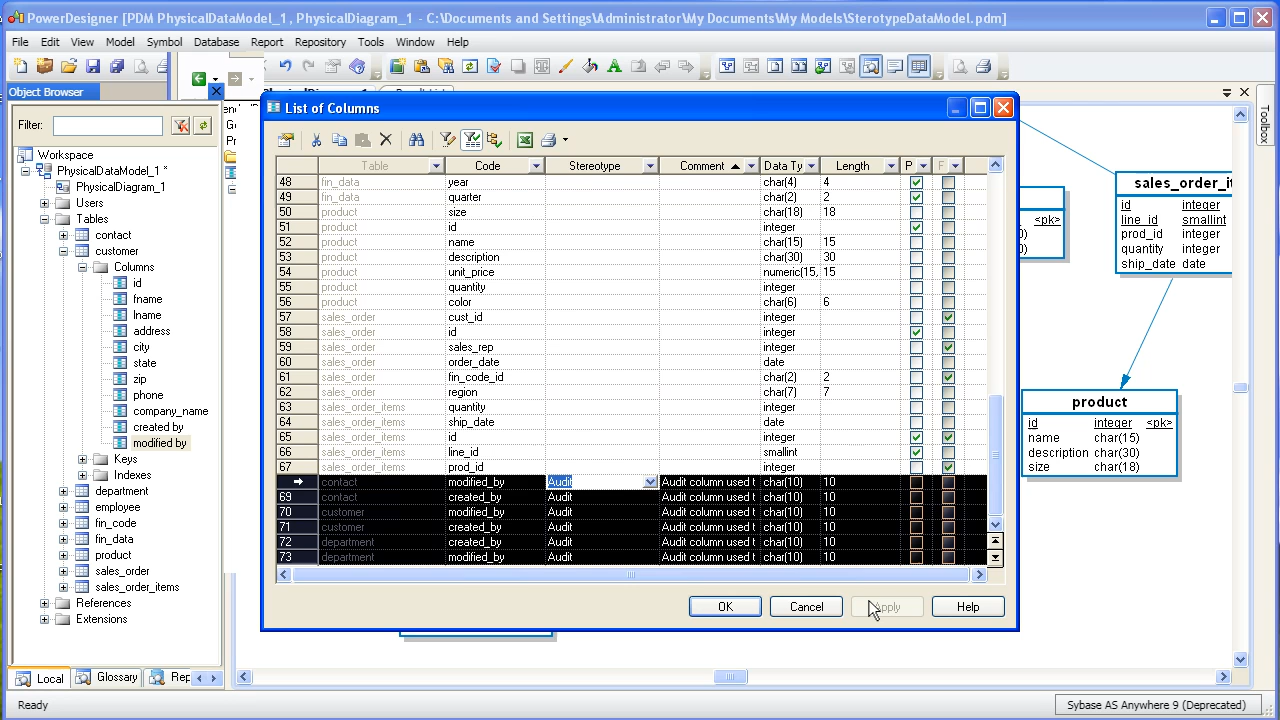 PowerDesigner [PDM PhysicalDataModel_1, PhysicalDiagram_1 - C:\Documents and Settings\Administrator\My Documents\My Models\SterotypeDataModel.pdm]
File Edit View Model Symbol Database Report Repository Tools Window Help
Object Browser
Filter:
Workspace
PhysicalDataModel_1 *
PhysicalDiagram_1
Users
Tables
contact
customer
Columns
id
fname
lname
address
city
state
zip
phone
company_name
created by
modified by
Keys
Indexes
department
employee
fin_code
fin_data
product
sales_order
sales_order_items
References
Extensions
Local Glossary Rep
List of Columns
Table Code Stereotype Comment Data Ty Length P F
48 fin_data year char(4) 4
49 fin_data quarter char(2) 2
50 product size char(18) 18
51 product id integer
52 product name char(15) 15
53 product description char(30) 30
54 product unit_price numeric(15, 15
55 product quantity integer
56 product color char(6) 6
57 sales_order cust_id integer
58 sales_order id integer
59 sales_order sales_rep integer
60 sales_order order_date date
61 sales_order fin_code_id char(2) 2
62 sales_order region char(7) 7
63 sales_order_items quantity integer
64 sales_order_items ship_date date
65 sales_order_items id integer
66 sales_order_items line_id smallint
67 sales_order_items prod_id integer
contact modified_by Audit Audit column used t char(10) 10
69 contact created_by Audit Audit column used t char(10) 10
70 customer modified_by Audit Audit column used t char(10) 10
71 customer created_by Audit Audit column used t char(10) 10
72 department created_by Audit Audit column used t char(10) 10
73 department modified_by Audit Audit column used t char(10) 10
OK Cancel Apply Help
Toolbox
<pk>
sales_order_it
id integer
line_id smallint
prod_id integer
quantity integer
ship_date date
product
id integer <pk>
name char(15)
description char(30)
size char(18)
Ready
Sybase AS Anywhere 9 (Deprecated)